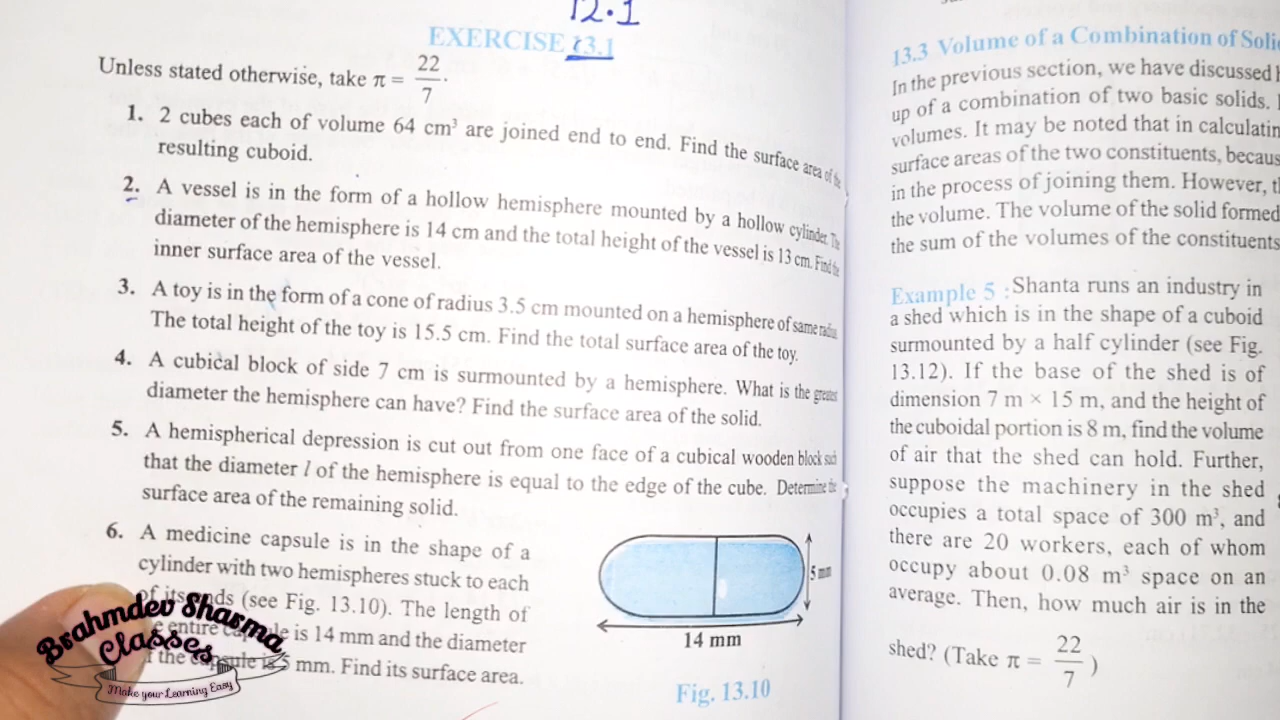 12.1
EXERCISE 13.1
Unless stated otherwise, take π = 22/7.
1. 2 cubes each of volume 64 cm³ are joined end to end. Find the surface area of the
resulting cuboid.
2. A vessel is in the form of a hollow hemisphere mounted by a hollow cylinder. The
diameter of the hemisphere is 14 cm and the total height of the vessel is 13 cm. Find the
inner surface area of the vessel.
3. A toy is in the form of a cone of radius 3.5 cm mounted on a hemisphere of same radius.
The total height of the toy is 15.5 cm. Find the total surface area of the toy.
4. A cubical block of side 7 cm is surmounted by a hemisphere. What is the greatest
diameter the hemisphere can have? Find the surface area of the solid.
5. A hemispherical depression is cut out from one face of a cubical wooden block such
that the diameter l of the hemisphere is equal to the edge of the cube. Determine the
surface area of the remaining solid.
6. A medicine capsule is in the shape of a
cylinder with two hemispheres stuck to each
of its ends (see Fig. 13.10). The length of
entire capsule is 14 mm and the diameter
the capsule is 5 mm. Find its surface area.
5 mm
14 mm
Fig. 13.10
Brahmdev Sharma
Classes
Make your Learning Easy
13.3 Volume of a Combination of Soli
In the previous section, we have discussed h
up of a combination of two basic solids.
volumes. It may be noted that in calculatin
surface areas of the two constituents, becaus
in the process of joining them. However, t
the volume. The volume of the solid formed
the sum of the volumes of the constituents
Example 5 : Shanta runs an industry in
a shed which is in the shape of a cuboid
surmounted by a half cylinder (see Fig.
13.12). If the base of the shed is of
dimension 7 m × 15 m, and the height of
the cuboidal portion is 8 m, find the volume
of air that the shed can hold. Further,
suppose the machinery in the shed
occupies a total space of 300 m³, and
there are 20 workers, each of whom
occupy about 0.08 m³ space on an
average. Then, how much air is in the
shed? (Take π = 22/7)